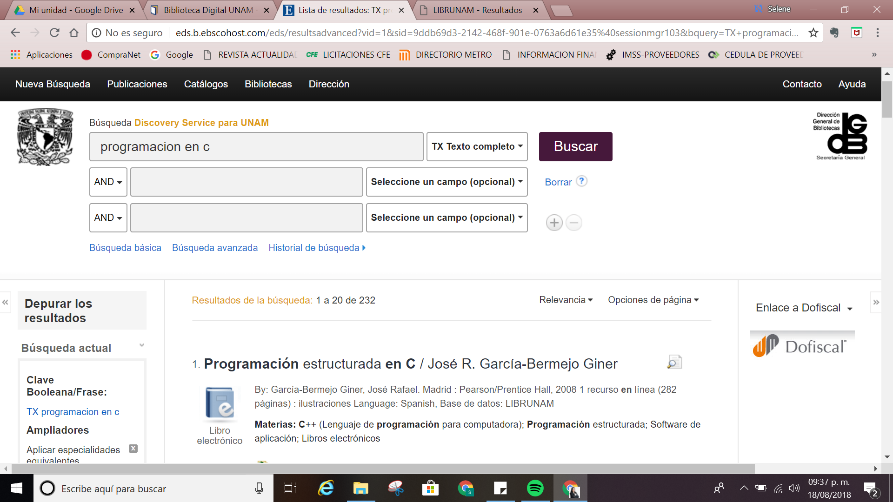 Mi unidad - Google Drive
Biblioteca Digital UNAM
Lista de resultados: TX pr
LIBRUNAM - Resultados
Selene
No es seguro eds.b.ebscohost.com/eds/resultsadvanced?vid=1&sid=9ddb69d3-2142-468f-901e-0763a6d61e35%40sessionmgr103&bquery=TX+programaci...
Aplicaciones CompraNet Google REVISTA ACTUALIDAD CFE LICITACIONES CFE DIRECTORIO METRO INFORMACION FINAN IMSS-PROVEEDORES CEDULA DE PROVEE
Nueva Búsqueda Publicaciones Catálogos Bibliotecas Dirección Contacto Ayuda
Búsqueda Discovery Service para UNAM
Dirección
General de
Bibliotecas
Secretaría General
programacion en c TX Texto completo Buscar
AND Seleccione un campo (opcional) Borrar ?
AND Seleccione un campo (opcional)
Búsqueda básica Búsqueda avanzada Historial de búsqueda
Depurar los
resultados
Búsqueda actual
Clave
Booleana/Frase:
TX programacion en c
Ampliadores
Aplicar especialidades
equivalentes
Resultados de la búsqueda: 1 a 20 de 232 Relevancia Opciones de página
1. Programación estructurada en C / José R. García-Bermejo Giner
By: García-Bermejo Giner, José Rafael. Madrid : Pearson/Prentice Hall, 2008 1 recurso en línea (282
páginas) : ilustraciones Language: Spanish, Base de datos: LIBRUNAM
Libro
electrónico
Materias: C++ (Lenguaje de programación para computadora); Programación estructurada; Software de
aplicación; Libros electrónicos
Enlace a Dofiscal
Dofiscal
Escribe aquí para buscar
09:37 p. m.
18/08/2018
2